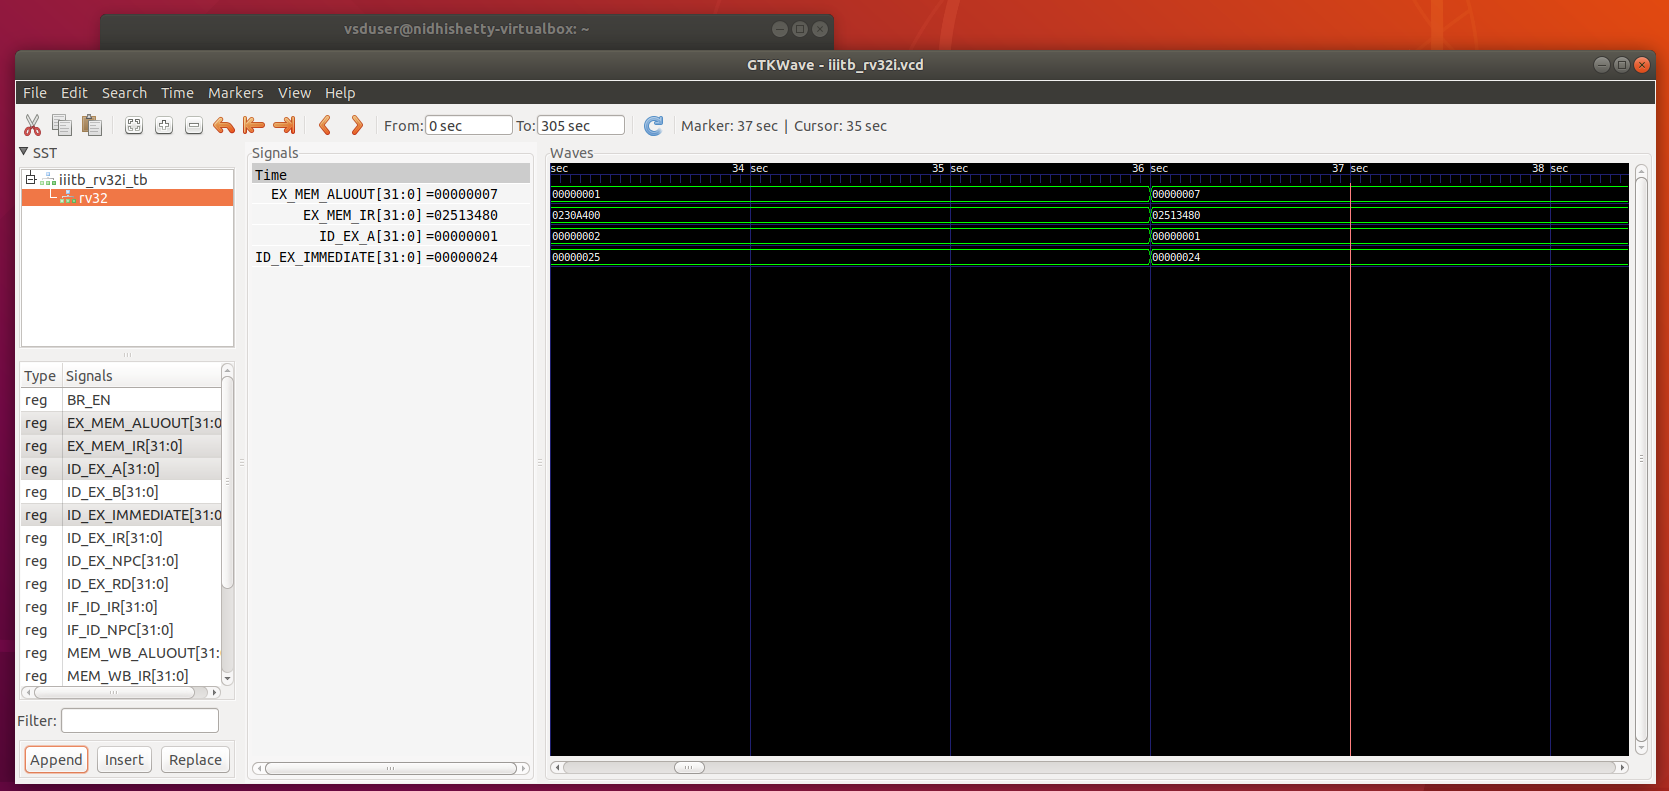 vsduser@nidhishetty-virtualbox: ~
GTKWave - iiitb_rv32i.vcd
File Edit Search Time Markers View Help
From: 0 sec To: 305 sec Marker: 37 sec | Cursor: 35 sec
SST
iiitb_rv32i_tb
rv32
Type Signals
reg BR_EN
reg EX_MEM_ALUOUT[31:0
reg EX_MEM_IR[31:0]
reg ID_EX_A[31:0]
reg ID_EX_B[31:0]
reg ID_EX_IMMEDIATE[31:0
reg ID_EX_IR[31:0]
reg ID_EX_NPC[31:0]
reg ID_EX_RD[31:0]
reg IF_ID_IR[31:0]
reg IF_ID_NPC[31:0]
reg MEM_WB_ALUOUT[31:
reg MEM_WB_IR[31:0]
Filter:
Append Insert Replace
Signals
Time
EX_MEM_ALUOUT[31:0] =00000007
EX_MEM_IR[31:0] =02513480
ID_EX_A[31:0] =00000001
ID_EX_IMMEDIATE[31:0] =00000024
Waves
sec 34 sec 35 sec 36 sec 37 sec 38 sec
00000001 00000007
0230A400 02513480
00000002 00000001
00000025 00000024